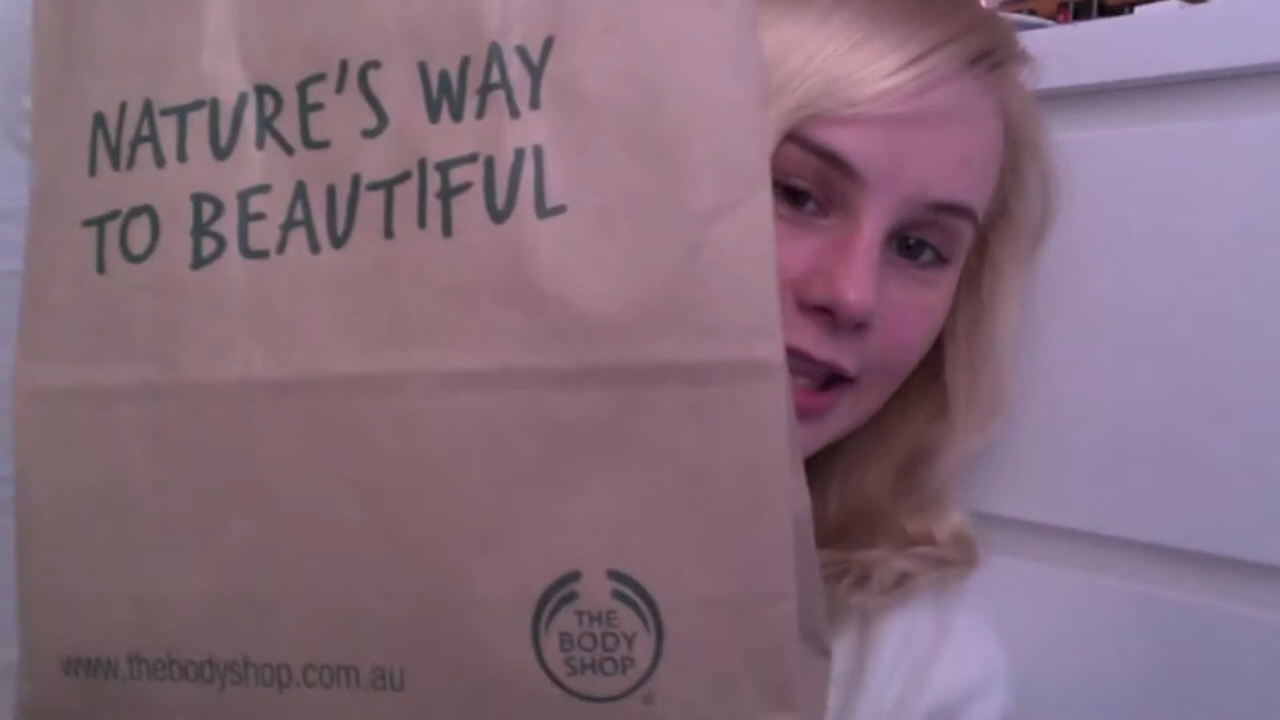 NATURE'S WAY
TO BEAUTIFUL
www.thebodyshop.com.au
THE
BODY
SHOP